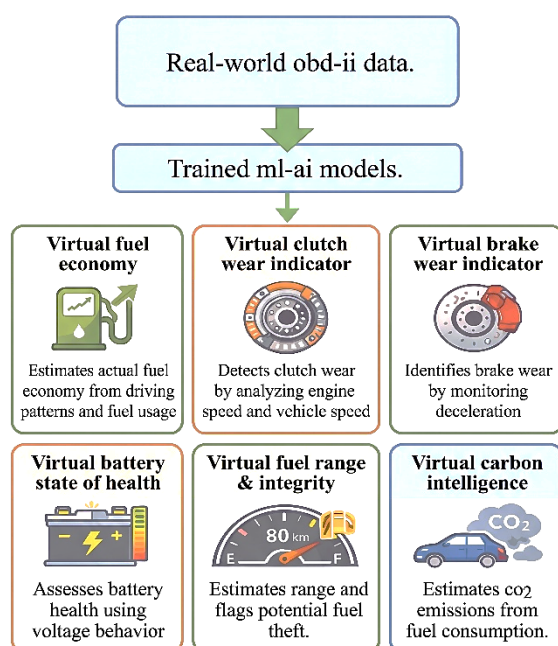 Real-world obd-ii data.
Trained ml-ai models.
Virtual fuel
economy
Estimates actual fuel
economy from driving
patterns and fuel usage
Virtual clutch
wear indicator
Detects clutch wear
by analyzing engine
speed and vehicle speed
Virtual brake
wear indicator
Identifies brake wear
by monitoring
deceleration
Virtual battery
state of health
- +
Assesses battery
health using
voltage behavior
Virtual fuel range
& integrity
80 km
E F
Estimates range and
flags potential fuel
theft.
Virtual carbon
intelligence
CO2
Estimates co2
emissions from
fuel consumption.